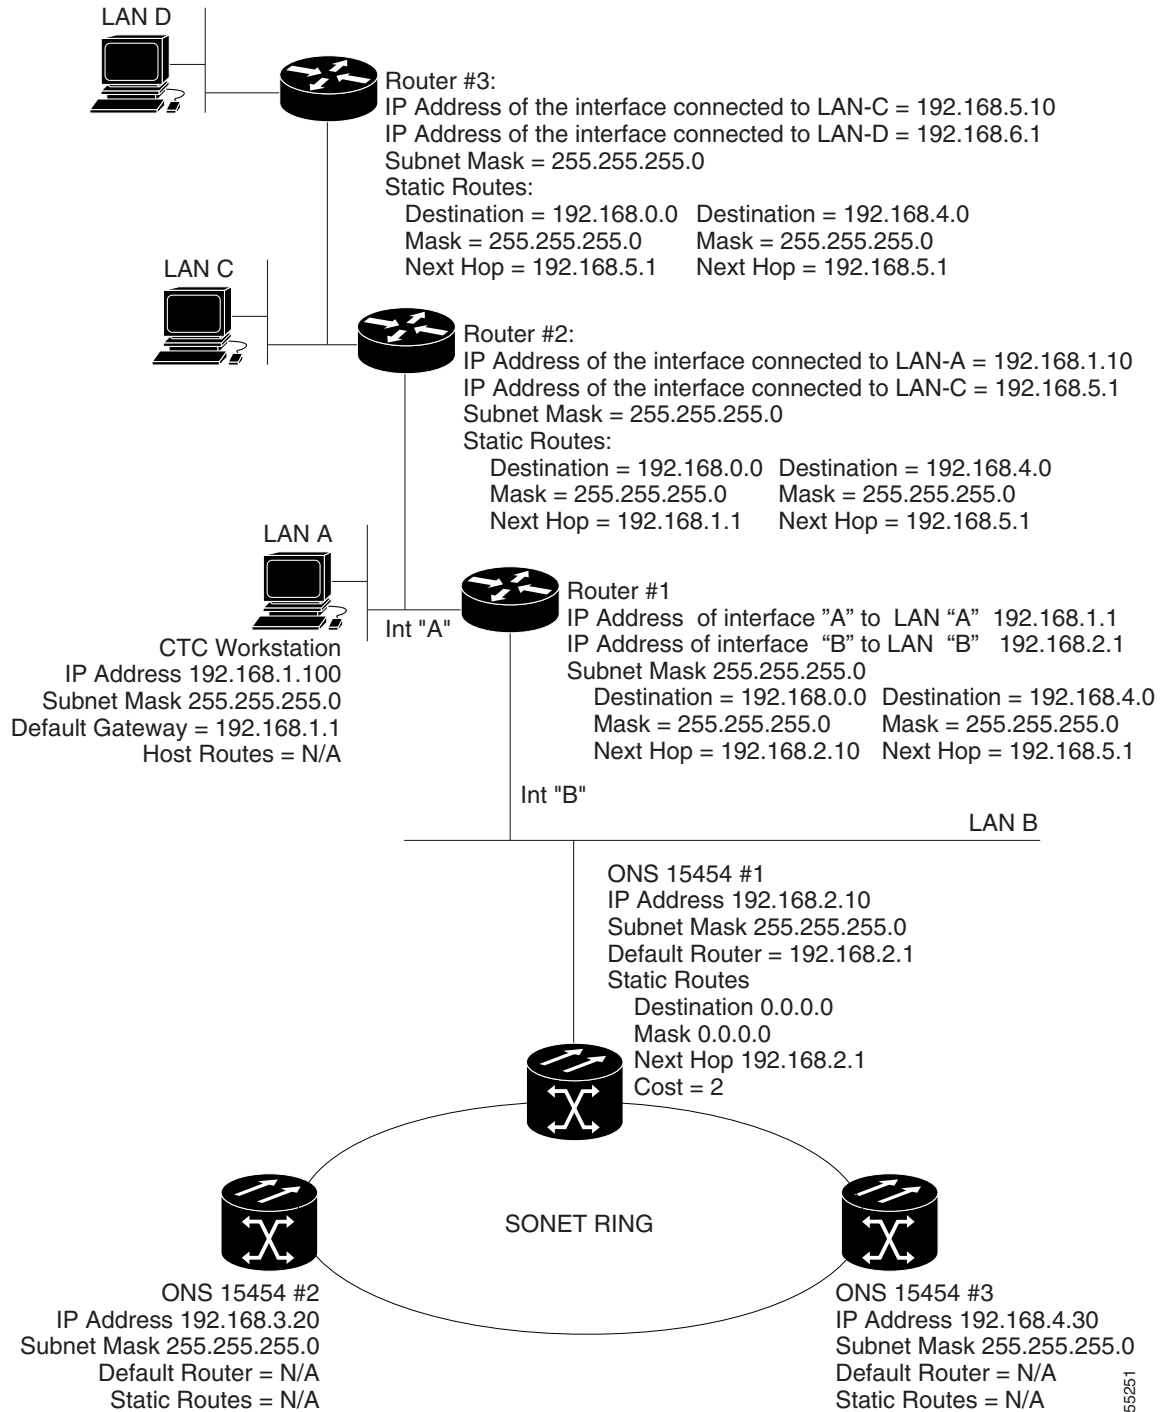 LAN D
Router #3:
IP Address of the interface connected to LAN-C = 192.168.5.10
IP Address of the interface connected to LAN-D = 192.168.6.1
Subnet Mask = 255.255.255.0
Static Routes:
Destination = 192.168.0.0 Destination = 192.168.4.0
Mask = 255.255.255.0 Mask = 255.255.255.0
Next Hop = 192.168.5.1 Next Hop = 192.168.5.1
LAN C
Router #2:
IP Address of the interface connected to LAN-A = 192.168.1.10
IP Address of the interface connected to LAN-C = 192.168.5.1
Subnet Mask = 255.255.255.0
Static Routes:
Destination = 192.168.0.0 Destination = 192.168.4.0
Mask = 255.255.255.0 Mask = 255.255.255.0
Next Hop = 192.168.1.1 Next Hop = 192.168.5.1
LAN A
Int "A"
CTC Workstation
IP Address 192.168.1.100
Subnet Mask 255.255.255.0
Default Gateway = 192.168.1.1
Host Routes = N/A
Router #1
IP Address of interface ”A” to LAN “A” 192.168.1.1
IP Address of interface “B” to LAN “B” 192.168.2.1
Subnet Mask 255.255.255.0
Destination = 192.168.0.0 Destination = 192.168.4.0
Mask = 255.255.255.0 Mask = 255.255.255.0
Next Hop = 192.168.2.10 Next Hop = 192.168.5.1
Int "B"
LAN B
ONS 15454 #1
IP Address 192.168.2.10
Subnet Mask 255.255.255.0
Default Router = 192.168.2.1
Static Routes
Destination 0.0.0.0
Mask 0.0.0.0
Next Hop 192.168.2.1
Cost = 2
SONET RING
ONS 15454 #2
IP Address 192.168.3.20
Subnet Mask 255.255.255.0
Default Router = N/A
Static Routes = N/A
ONS 15454 #3
IP Address 192.168.4.30
Subnet Mask 255.255.255.0
Default Router = N/A
Static Routes = N/A
55251